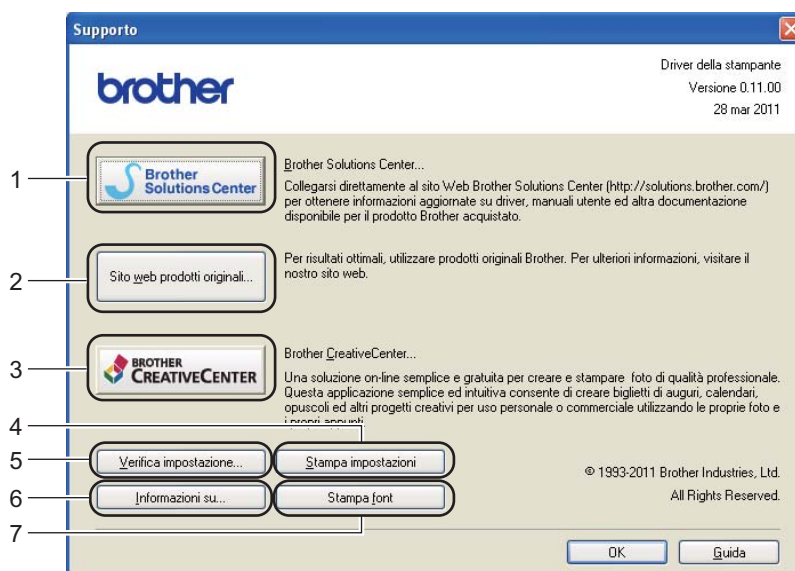 Supporto
brother
Driver della stampante
Versione 0.11.00
28 mar 2011
1
Brother
Solutions Center
Brother Solutions Center...
Collegarsi direttamente al sito Web Brother Solutions Center (http://solutions.brother.com/)
per ottenere informazioni aggiornate su driver, manuali utente ed altra documentazione
disponibile per il prodotto Brother acquistato.
2
Sito web prodotti originali...
Per risultati ottimali, utilizzare prodotti originali Brother. Per ulteriori informazioni, visitare il
nostro sito web.
3
BROTHER
CREATIVECENTER
Brother CreativeCenter...
Una soluzione on-line semplice e gratuita per creare e stampare foto di qualità professionale.
Questa applicazione semplice ed intuitiva consente di creare biglietti di auguri, calendari,
opuscoli ed altri progetti creativi per uso personale o commerciale utilizzando le proprie foto e
i propri appunti.
4
5
Verifica impostazione...
Stampa impostazioni
© 1993-2011 Brother Industries, Ltd.
6
Informazioni su...
Stampa font
All Rights Reserved.
7
OK
Guida